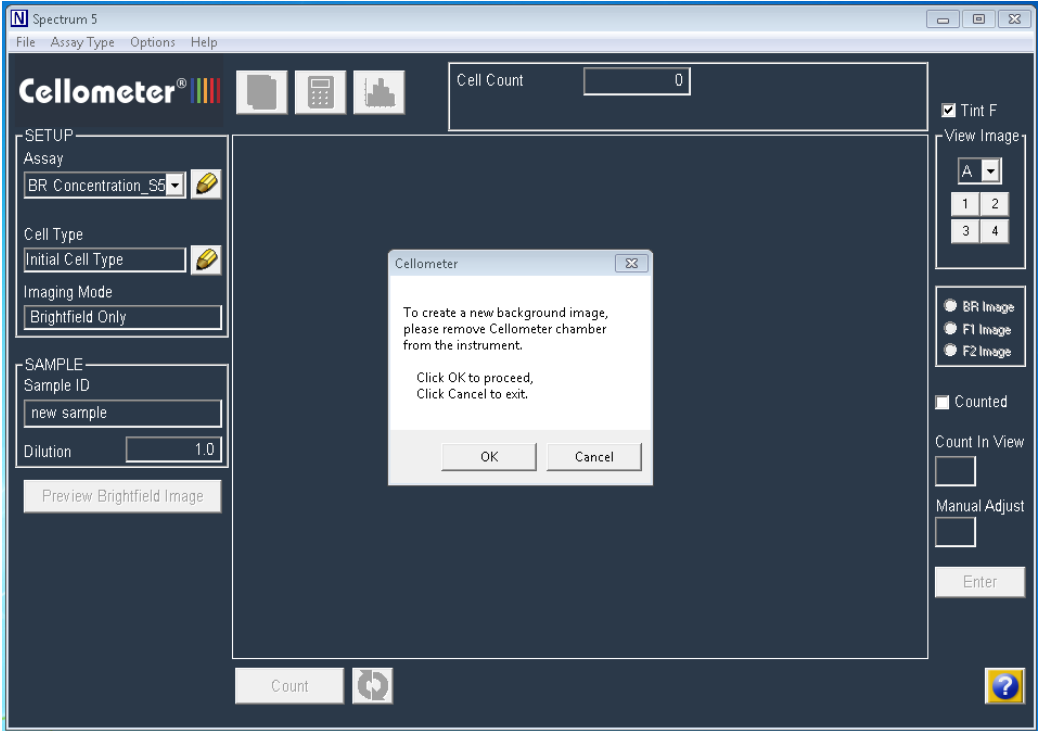 N Spectrum 5
File Assay Type Options Help
Cellometer®
Cell Count 0
Tint F
SETUP
Assay
BR Concentration_S5
Cell Type
Initial Cell Type
Imaging Mode
Brightfield Only
SAMPLE
Sample ID
new sample
Dilution 1.0
Preview Brightfield Image
Cellometer
To create a new background image,
please remove Cellometer chamber
from the instrument.
Click OK to proceed,
Click Cancel to exit.
OK Cancel
View Image
A
1 2
3 4
BR Image
F1 Image
F2 Image
Counted
Count In View
Manual Adjust
Enter
Count
?